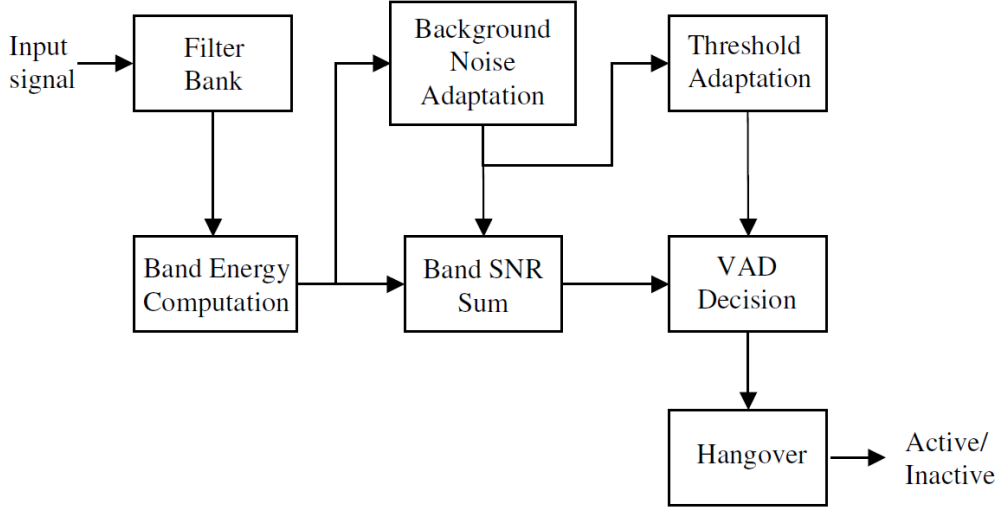 Input
signal
Filter
Bank
Background
Noise
Adaptation
Threshold
Adaptation
Band Energy
Computation
Band SNR
Sum
VAD
Decision
Hangover
Active/
Inactive